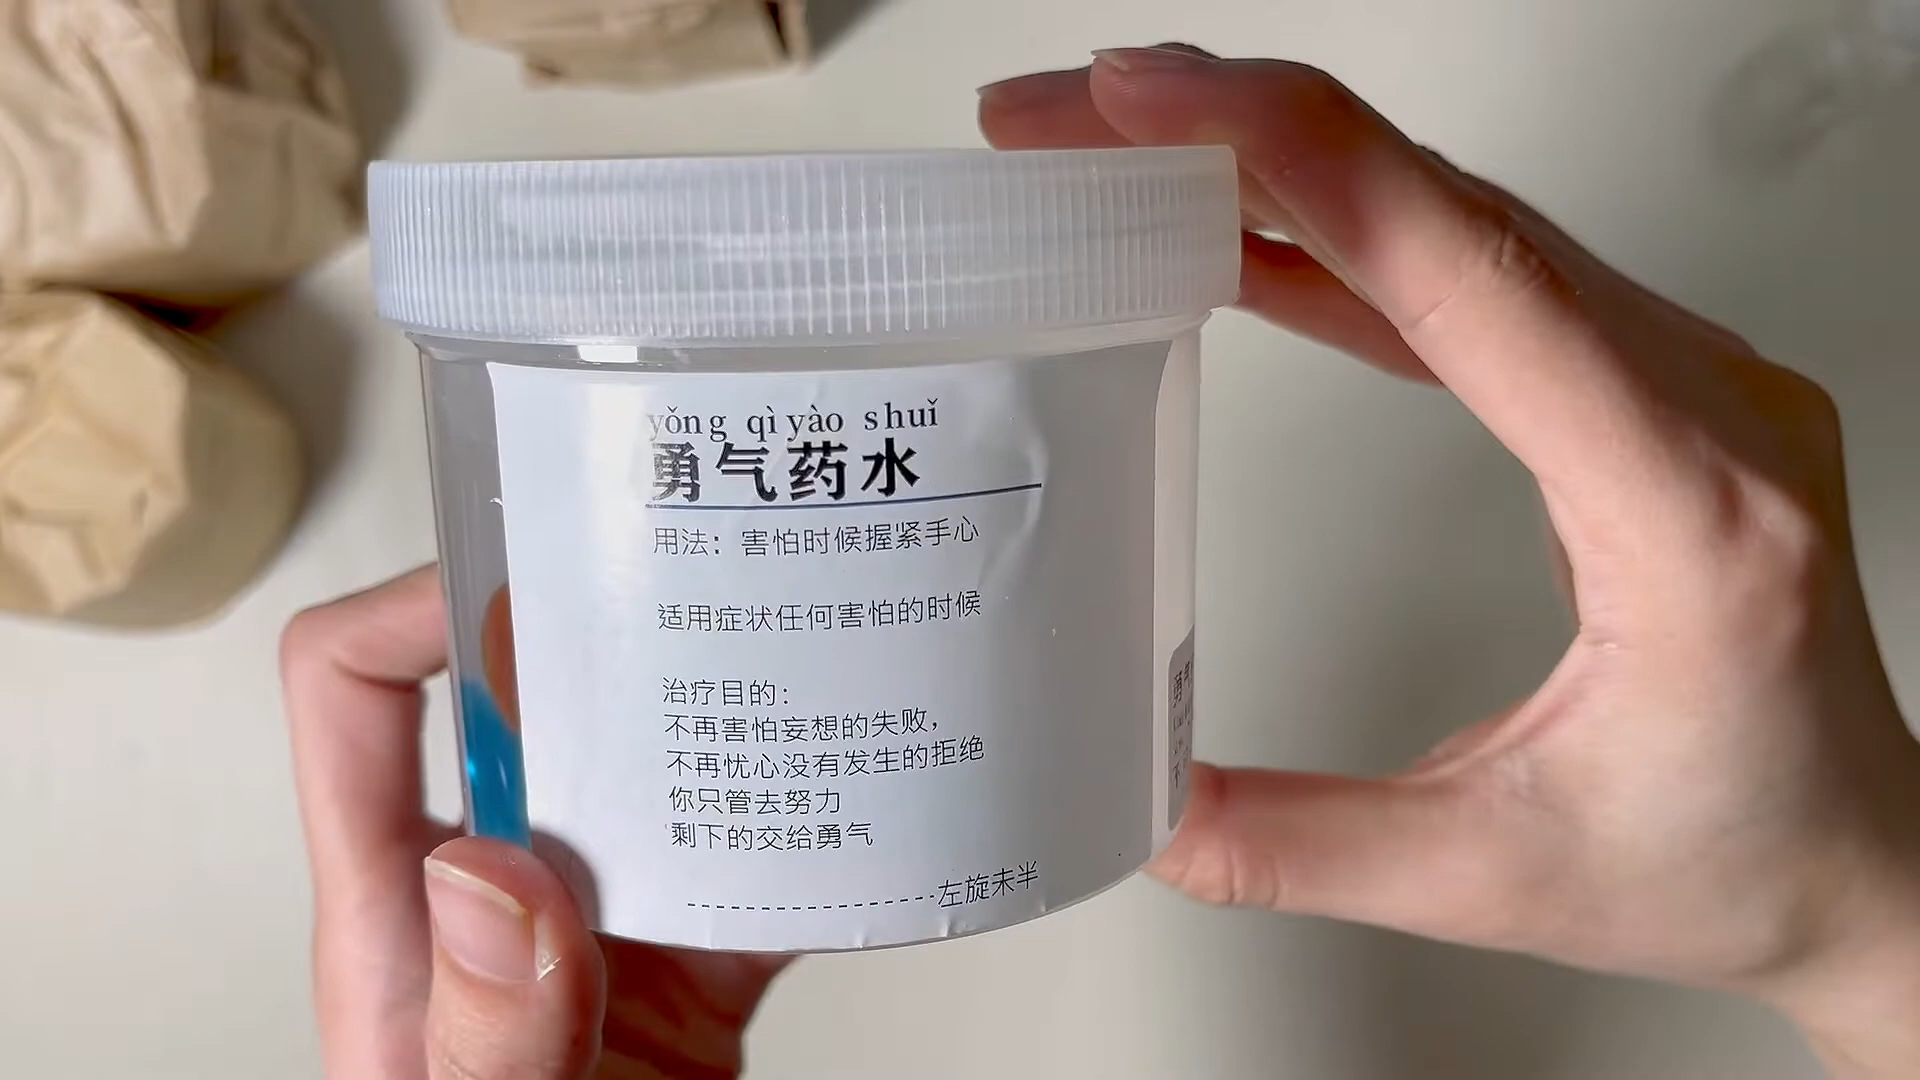 yǒng qì yào shuǐ
勇气药水
用法：害怕时候握紧手心
适用症状任何害怕的时候
治疗目的：
不再害怕妄想的失败，
不再忧心没有发生的拒绝
你只管去努力
剩下的交给勇气
-----------------左旋未半